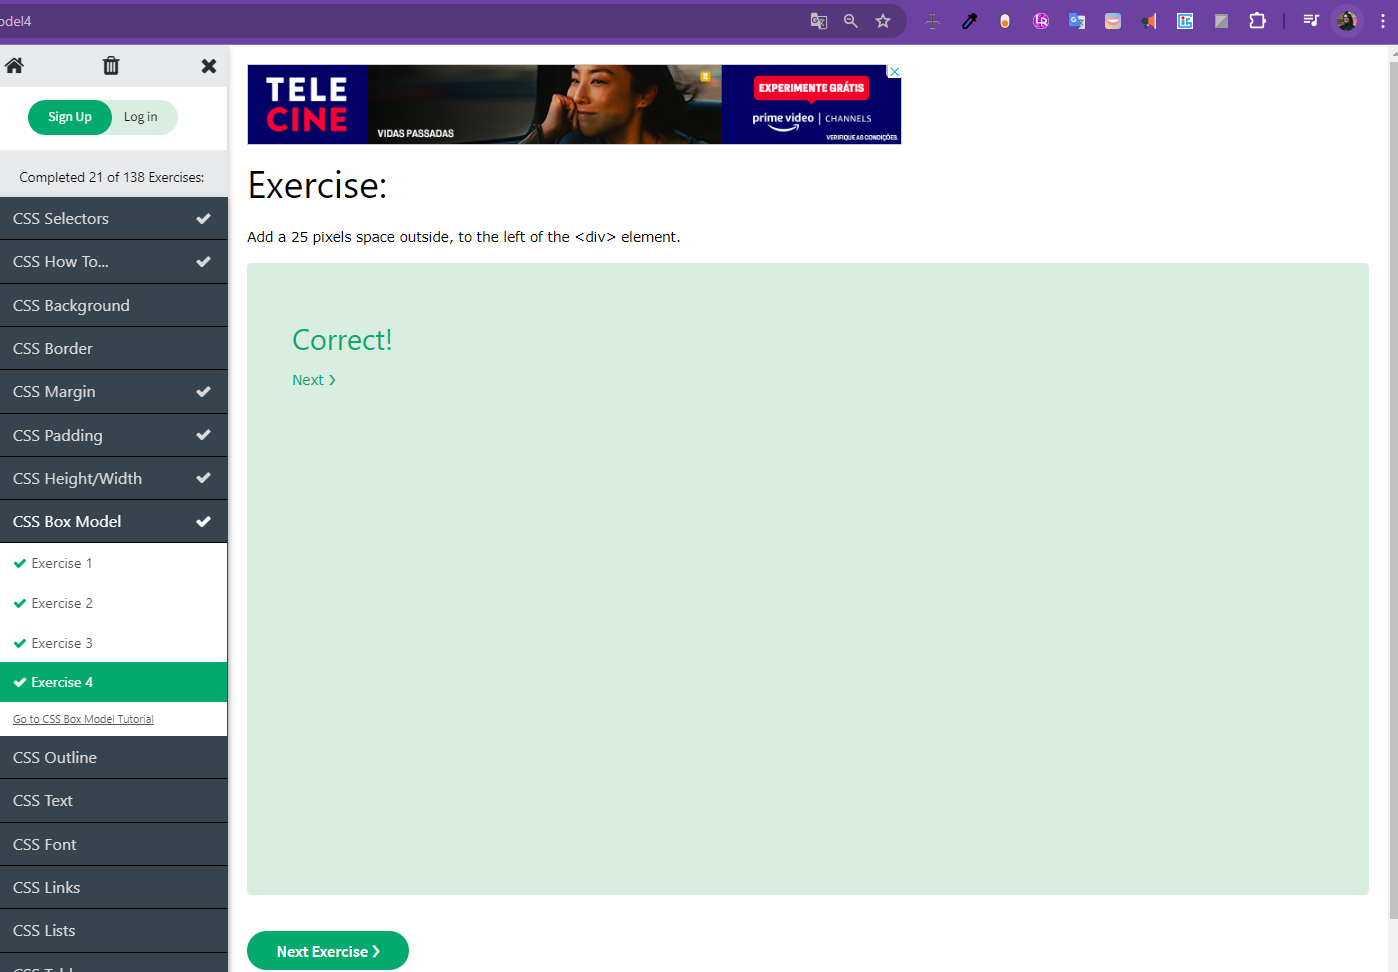 odel4
TELE
CINE
VIDAS PASSADAS
EXPERIMENTE GRÁTIS
prime video | CHANNELS
VERIFIQUE AS CONDIÇÕES.
Sign Up
Log in
Completed 21 of 138 Exercises:
CSS Selectors
CSS How To...
CSS Background
CSS Border
CSS Margin
CSS Padding
CSS Height/Width
CSS Box Model
Exercise 1
Exercise 2
Exercise 3
Exercise 4
Go to CSS Box Model Tutorial
CSS Outline
CSS Text
CSS Font
CSS Links
CSS Lists
Exercise:
Add a 25 pixels space outside, to the left of the <div> element.
Correct!
Next ❯
Next Exercise ❯